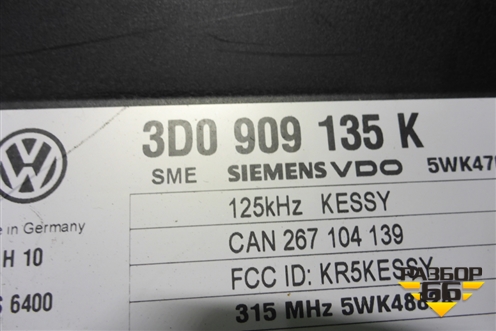 3D0 909 135 K
SME SIEMENS VDO 5WK47
125kHz KESSY
in Germany
CAN 267 104 139
H 10
FCC ID: KR5KESSY
S 6400
315 MHz 5WK48
РАЗБОР
66